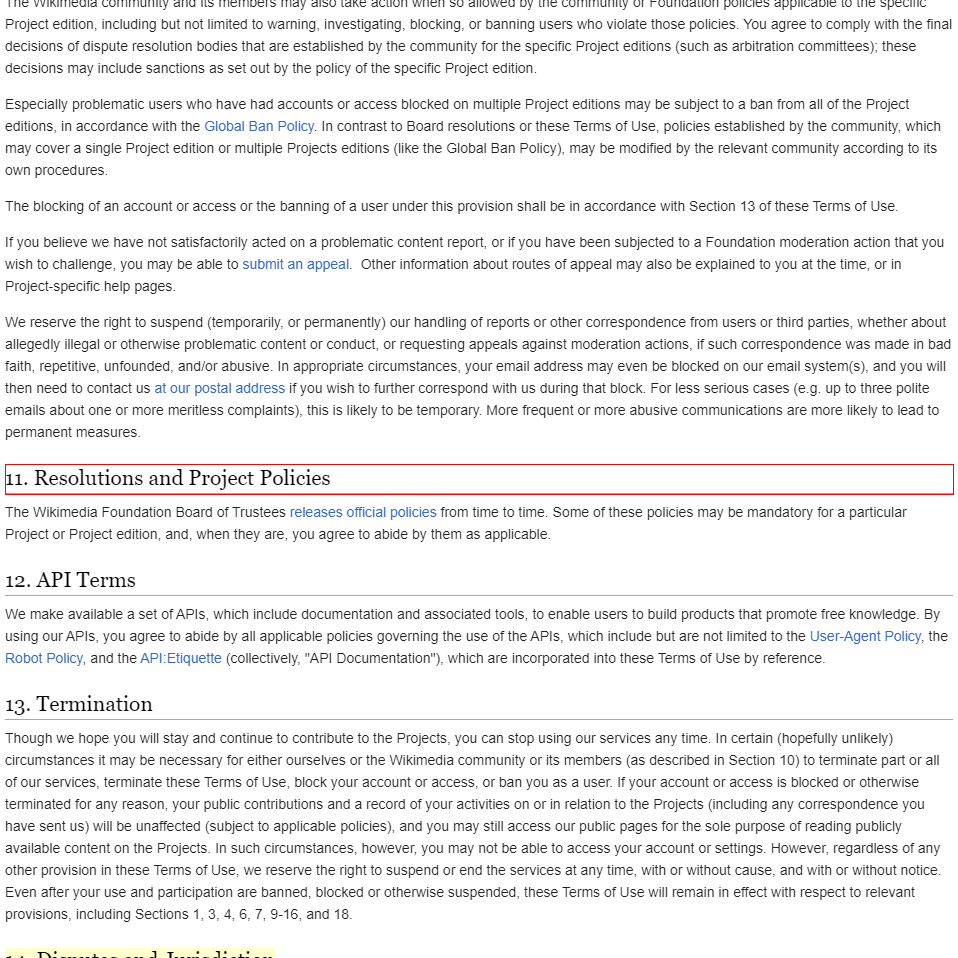 The Wikimedia community and its members may also take action when so allowed by the community or Foundation policies applicable to the specific
Project edition, including but not limited to warning, investigating, blocking, or banning users who violate those policies. You agree to comply with the final
decisions of dispute resolution bodies that are established by the community for the specific Project editions (such as arbitration committees); these
decisions may include sanctions as set out by the policy of the specific Project edition.
Especially problematic users who have had accounts or access blocked on multiple Project editions may be subject to a ban from all of the Project
editions, in accordance with the Global Ban Policy. In contrast to Board resolutions or these Terms of Use, policies established by the community, which
may cover a single Project edition or multiple Projects editions (like the Global Ban Policy), may be modified by the relevant community according to its
own procedures.
The blocking of an account or access or the banning of a user under this provision shall be in accordance with Section 13 of these Terms of Use.
If you believe we have not satisfactorily acted on a problematic content report, or if you have been subjected to a Foundation moderation action that you
wish to challenge, you may be able to submit an appeal. Other information about routes of appeal may also be explained to you at the time, or in
Project-specific help pages.
We reserve the right to suspend (temporarily, or permanently) our handling of reports or other correspondence from users or third parties, whether about
allegedly illegal or otherwise problematic content or conduct, or requesting appeals against moderation actions, if such correspondence was made in bad
faith, repetitive, unfounded, and/or abusive. In appropriate circumstances, your email address may even be blocked on our email system(s), and you will
then need to contact us at our postal address if you wish to further correspond with us during that block. For less serious cases (e.g. up to three polite
emails about one or more meritless complaints), this is likely to be temporary. More frequent or more abusive communications are more likely to lead to
permanent measures.
11. Resolutions and Project Policies
The Wikimedia Foundation Board of Trustees releases official policies from time to time. Some of these policies may be mandatory for a particular
Project or Project edition, and, when they are, you agree to abide by them as applicable.
12. API Terms
We make available a set of APIs, which include documentation and associated tools, to enable users to build products that promote free knowledge. By
using our APIs, you agree to abide by all applicable policies governing the use of the APIs, which include but are not limited to the User-Agent Policy, the
Robot Policy, and the API:Etiquette (collectively, "API Documentation"), which are incorporated into these Terms of Use by reference.
13. Termination
Though we hope you will stay and continue to contribute to the Projects, you can stop using our services any time. In certain (hopefully unlikely)
circumstances it may be necessary for either ourselves or the Wikimedia community or its members (as described in Section 10) to terminate part or all
of our services, terminate these Terms of Use, block your account or access, or ban you as a user. If your account or access is blocked or otherwise
terminated for any reason, your public contributions and a record of your activities on or in relation to the Projects (including any correspondence you
have sent us) will be unaffected (subject to applicable policies), and you may still access our public pages for the sole purpose of reading publicly
available content on the Projects. In such circumstances, however, you may not be able to access your account or settings. However, regardless of any
other provision in these Terms of Use, we reserve the right to suspend or end the services at any time, with or without cause, and with or without notice.
Even after your use and participation are banned, blocked or otherwise suspended, these Terms of Use will remain in effect with respect to relevant
provisions, including Sections 1, 3, 4, 6, 7, 9-16, and 18.
14. Disputes and Jurisdiction